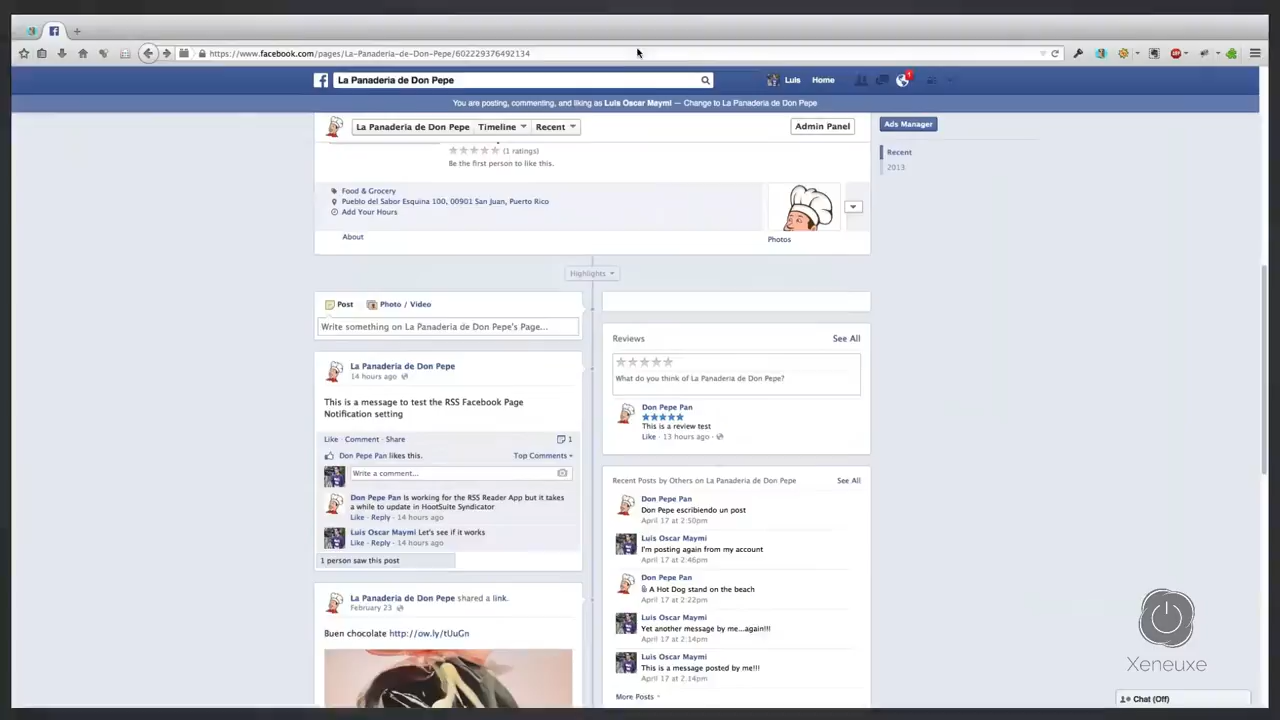 https://www.facebook.com/pages/La-Panaderia-de-Don-Pepe/602229376492134
La Panaderia de Don Pepe
Luis Home
1
You are posting, commenting, and liking as Luis Oscar Maymi — Change to La Panaderia de Don Pepe
La Panaderia de Don Pepe Timeline Recent
Admin Panel
Ads Manager
Recent
2013
(1 ratings)
Be the first person to like this.
Food & Grocery
Pueblo del Sabor Esquina 100, 00901 San Juan, Puerto Rico
Add Your Hours
About
Photos
Highlights
Post Photo / Video
Write something on La Panaderia de Don Pepe's Page...
La Panaderia de Don Pepe
14 hours ago
This is a message to test the RSS Facebook Page
Notification setting
Like · Comment · Share
1
Don Pepe Pan likes this.
Top Comments
Write a comment...
Don Pepe Pan Is working for the RSS Reader App but it takes
a while to update in HootSuite Syndicator
Like · Reply · 14 hours ago
Luis Oscar Maymi Let's see if it works
Like · Reply · 14 hours ago
1 person saw this post
La Panaderia de Don Pepe shared a link.
February 23
Buen chocolate http://ow.ly/tUuGn
Reviews
See All
What do you think of La Panaderia de Don Pepe?
Don Pepe Pan
This is a review test
Like · 13 hours ago
Recent Posts by Others on La Panaderia de Don Pepe
See All
Don Pepe Pan
Don Pepe escribiendo un post
April 17 at 2:50pm
Luis Oscar Maymi
I'm posting again from my account
April 17 at 2:46pm
Don Pepe Pan
A Hot Dog stand on the beach
April 17 at 2:22pm
Luis Oscar Maymi
Yet another message by me...again!!!
April 17 at 2:14pm
Luis Oscar Maymi
This is a message posted by me!!!
April 17 at 2:14pm
More Posts
Xeneuxe
Chat (Off)